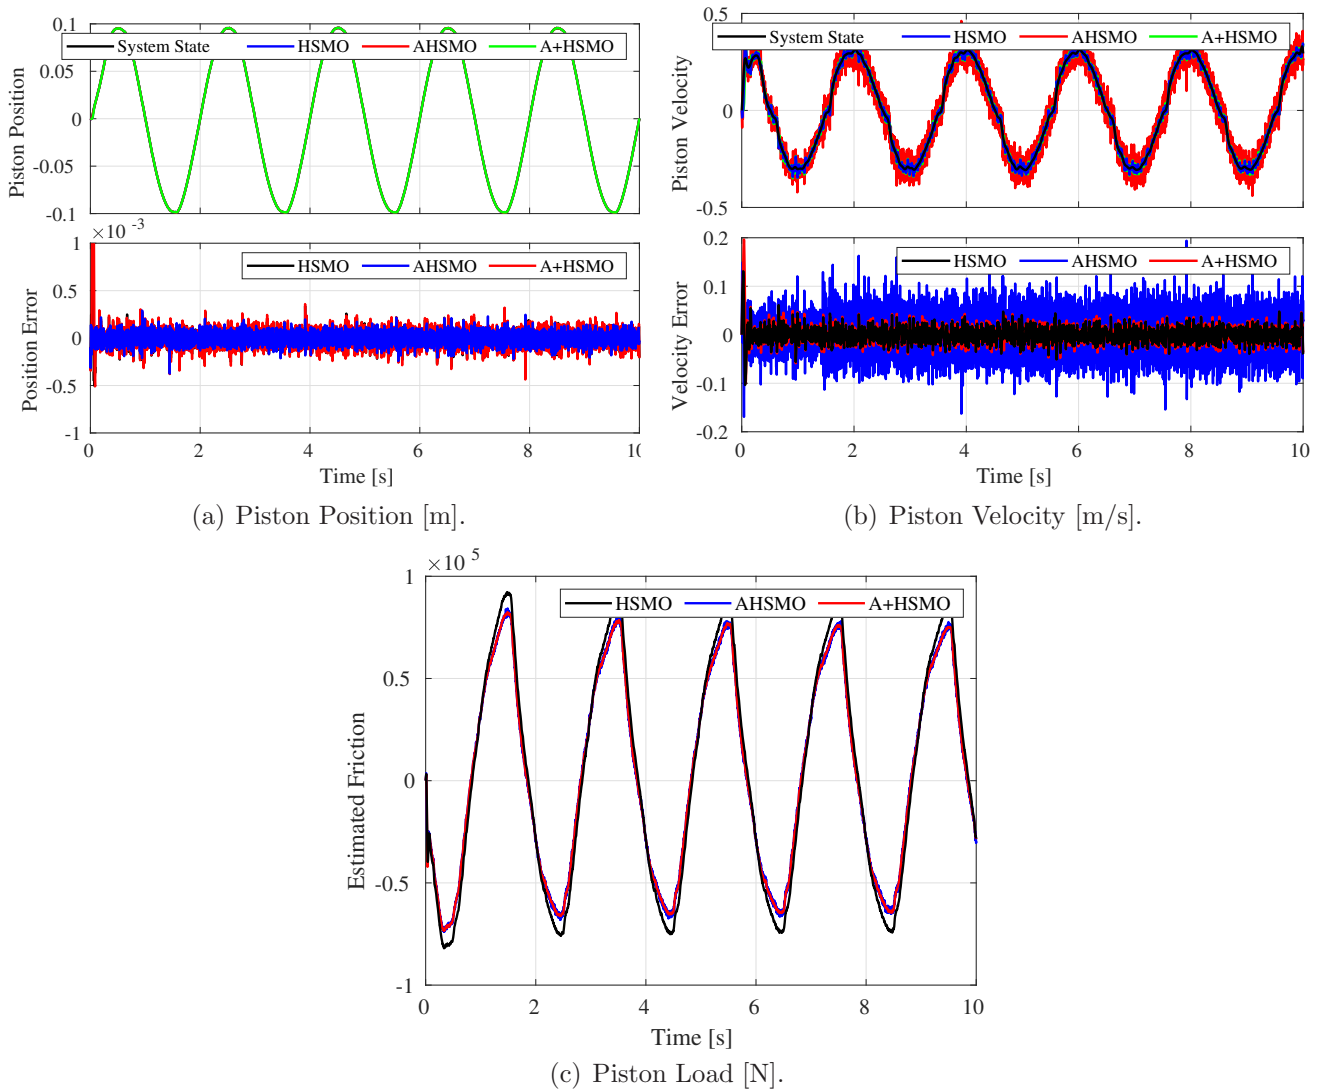 0.1
System State HSMO AHSMO A+HSMO
0.05
0
-0.05
-0.1
Piston Position
×10 -3
1
HSMO AHSMO A+HSMO
0.5
0
-0.5
-1
Position Error
0 2 4 6 8 10
Time [s]
(a) Piston Position [m].
0.5
System State HSMO AHSMO A+HSMO
0
-0.5
Piston Velocity
0.2
HSMO AHSMO A+HSMO
0.1
0
-0.1
-0.2
Velocity Error
0 2 4 6 8 10
Time [s]
(b) Piston Velocity [m/s].
×10 5
1
HSMO AHSMO A+HSMO
0.5
0
-0.5
-1
Estimated Friction
0 2 4 6 8 10
Time [s]
(c) Piston Load [N].